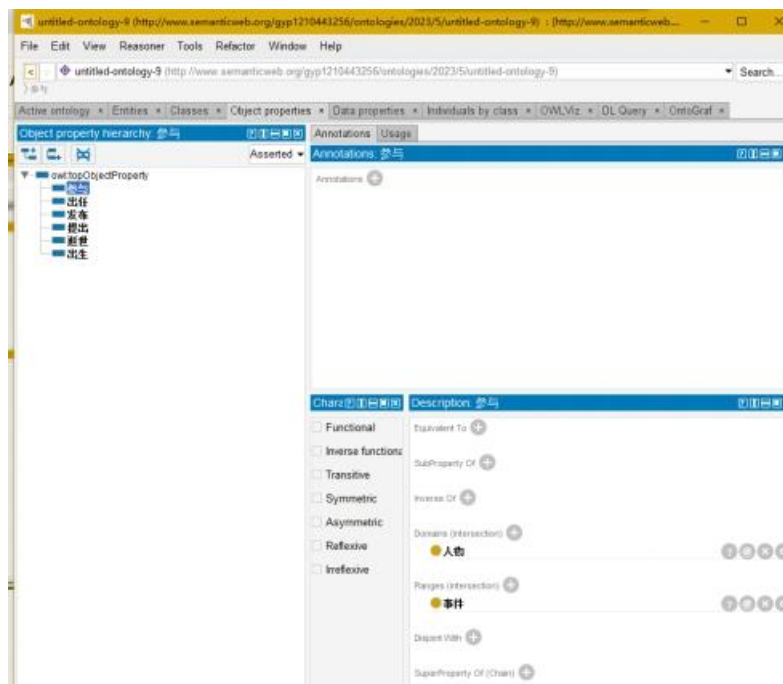 untitled-ontology-9 (http://www.semanticweb.org/gyp1210443256/ontologies/2023/5/untitled-ontology-9) : [http://www.semanticweb....
File Edit View Reasoner Tools Refactor Window Help
untitled-ontology-9 (http://www.semanticweb.org/gyp1210443256/ontologies/2023/5/untitled-ontology-9) Search...
参与
Active ontology Entities Classes Object properties Data properties Individuals by class OWLViz DL Query OntoGraf
Object property hierarchy: 参与
Asserted
owl:topObjectProperty
参与
出任
发布
提出
逝世
出生
Annotations Usage
Annotations: 参与
Annotations
Chara
Functional
Inverse functiona
Transitive
Symmetric
Asymmetric
Reflexive
Irreflexive
Description: 参与
Equivalent To
SubProperty Of
Inverse Of
Domains (intersection)
人物
Ranges (intersection)
事件
Disjoint With
SuperProperty Of (Chain)